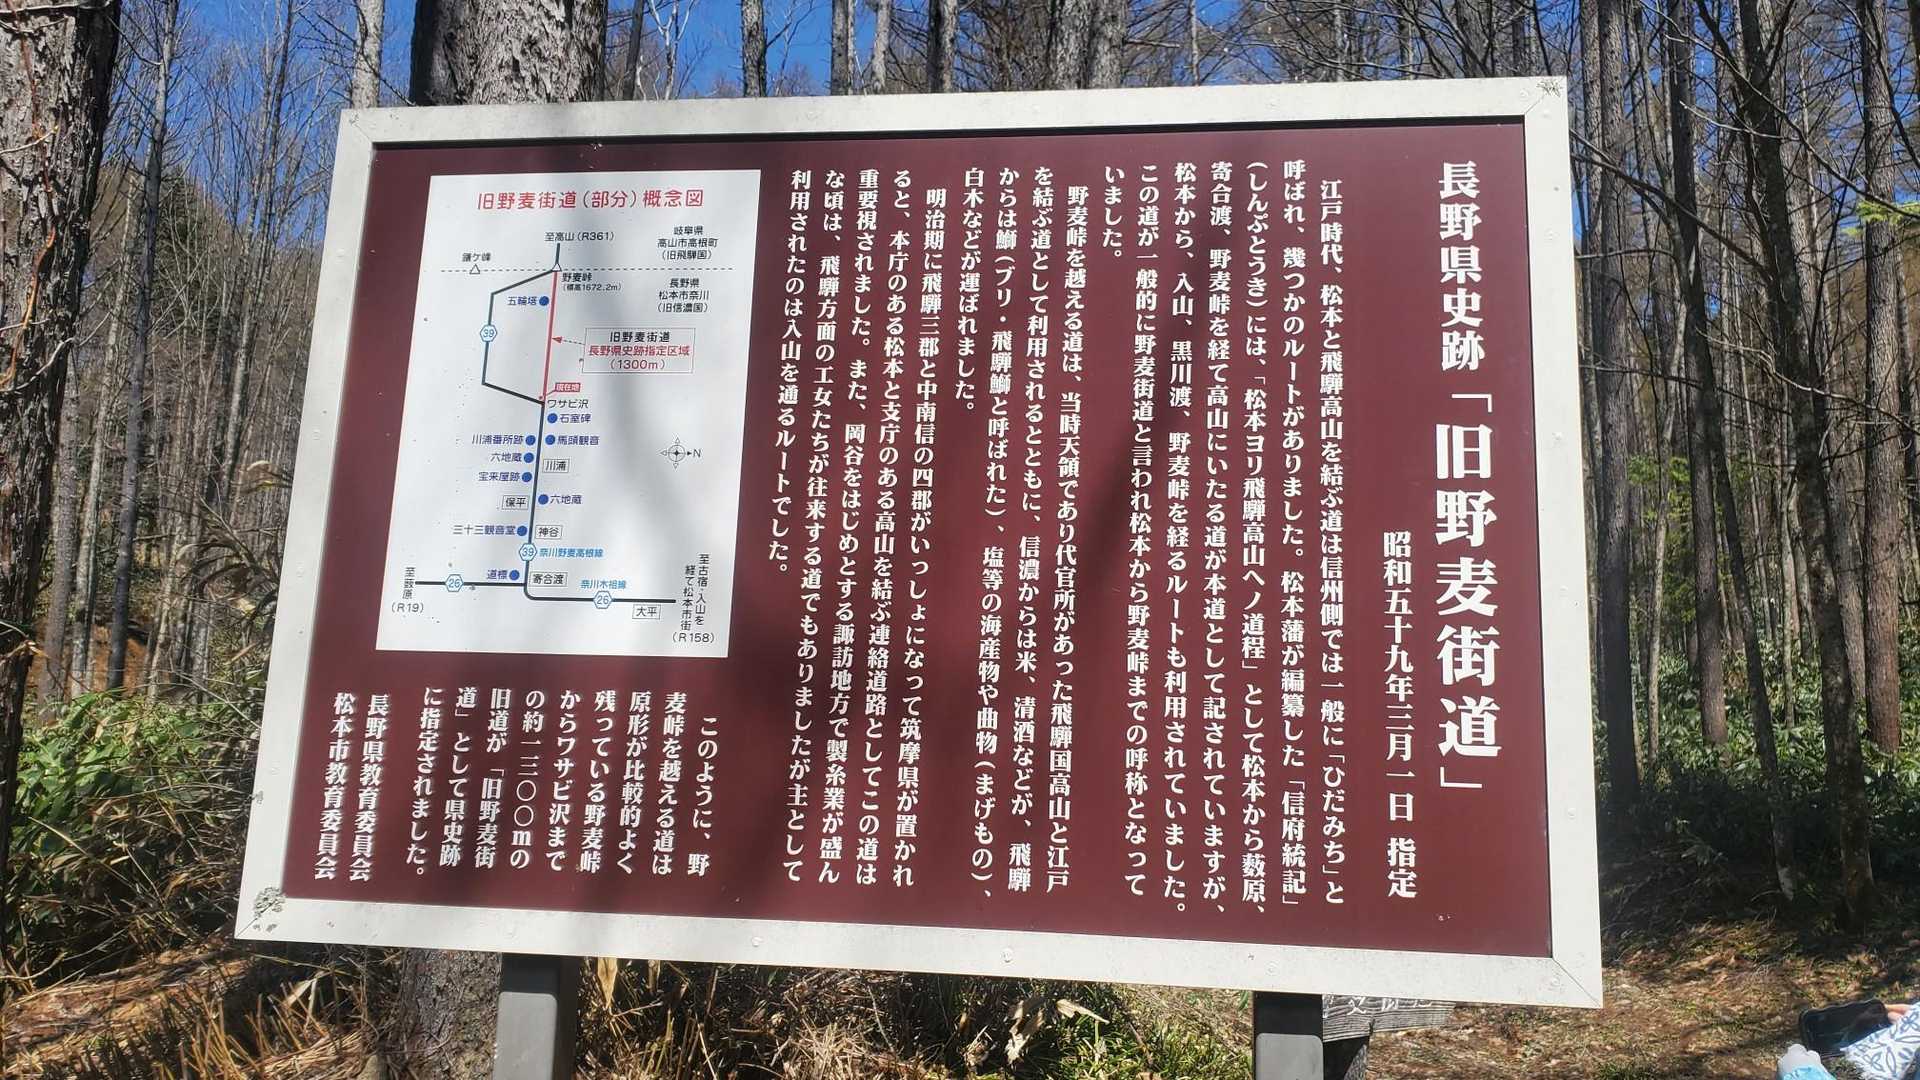 長野県史跡「旧野麦街道」
昭和五十九年三月一日 指定
江戸時代、松本と飛騨高山を結ぶ道は信州側では一般に「ひだみち」と
呼ばれ、幾つかのルートがありました。松本藩が編纂した「信府統記」
(しんぷとうき)には、「松本ヨリ飛騨高山ヘノ道程」として松本から薮原、
寄合渡、野麦峠を経て高山にいたる道が本道として記されていますが、
松本から、入山、黒川渡、野麦峠を経るルートも利用されていました。
この道が一般的に野麦街道と言われ松本から野麦峠までの呼称となって
いました。
野麦峠を越える道は、当時天領であり代官所があった飛騨国高山と江戸
を結ぶ道として利用されるとともに、信濃からは米、清酒などが、飛騨
からは鰤(ブリ・飛騨鰤と呼ばれた)、塩等の海産物や曲物(まげもの)、
白木などが運ばれました。
明治期に飛騨三郡と中南信の四郡がいっしょになって筑摩県が置かれ
ると、本庁のある松本と支庁のある高山を結ぶ連絡道路としてこの道は
重要視されました。また、岡谷をはじめとする諏訪地方で製糸業が盛ん
な頃は、飛騨方面の工女たちが往来する道でもありましたが主として
利用されたのは入山を通るルートでした。
このように、野
麦峠を越える道は
原形が比較的よく
残っている野麦峠
からワサビ沢まで
の約一三〇〇mの
旧道が「旧野麦街
道」として県史跡
に指定されました。
長野県教育委員会
松本市教育委員会
旧野麦街道(部分)概念図
至高山(R361)
岐阜県
高山市高根町
(旧飛騨国)
鎌ケ峰
野麦峠
(標高1672.2m)
長野県
松本市奈川
(旧信濃国)
五輪塔
39
旧野麦街道
長野県史跡指定区域
(1300m)
現在地
ワサビ沢
石室碑
川浦番所跡
馬頭観音
N
六地蔵
川浦
宝来屋跡
保平
六地蔵
三十三観音堂
神谷
39
奈川野麦高根線
道標
寄合渡
至薮原
(R19)
26
奈川木祖線
26
大平
至古宿・入山を
経て松本市街
(R158)